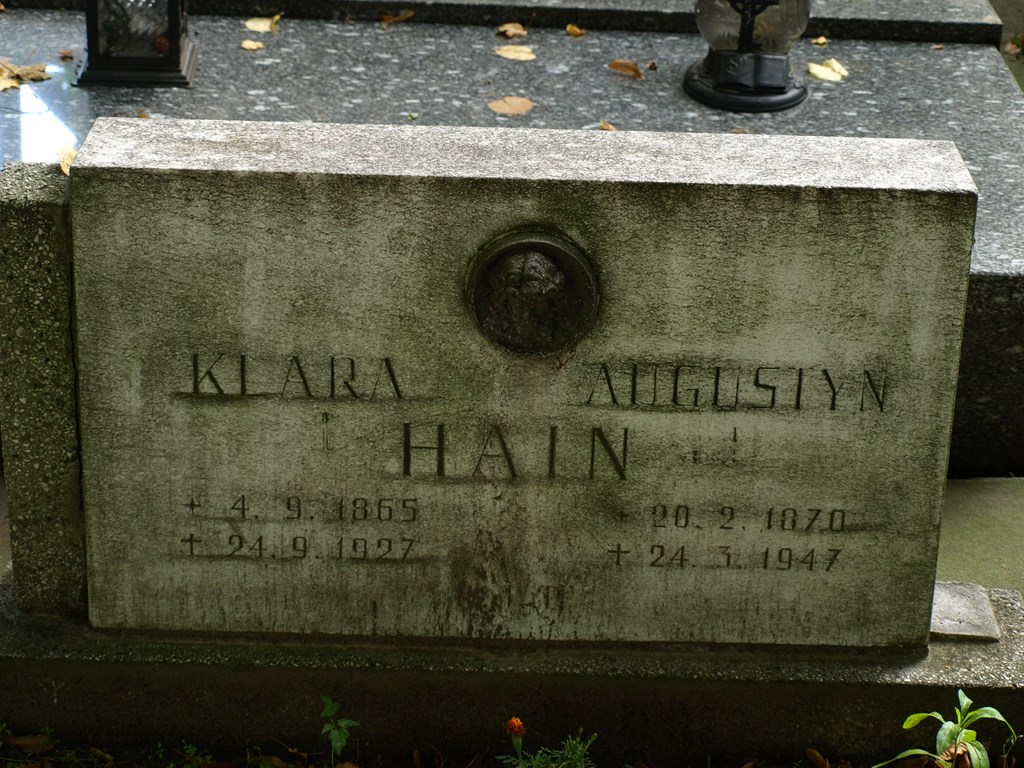 KLARA AUGUSTYN
HAIN
+ 4. 9. 1865 20. 2. 1870
+ 24. 9. 1927 + 24. 3. 1947